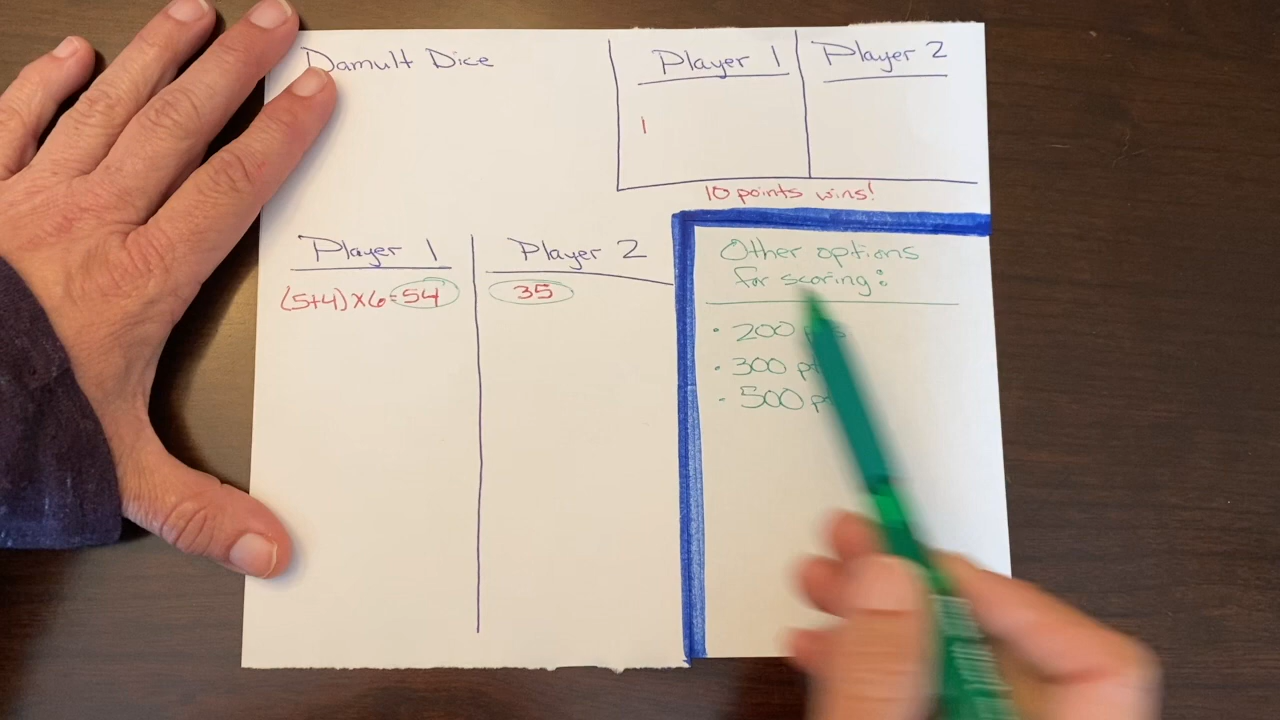 Damult Dice
Player 1
Player 2
1
10 points wins!
Player 1
Player 2
(5+4)x6=54
35
Other options
for scoring:
• 200
• 300
• 500